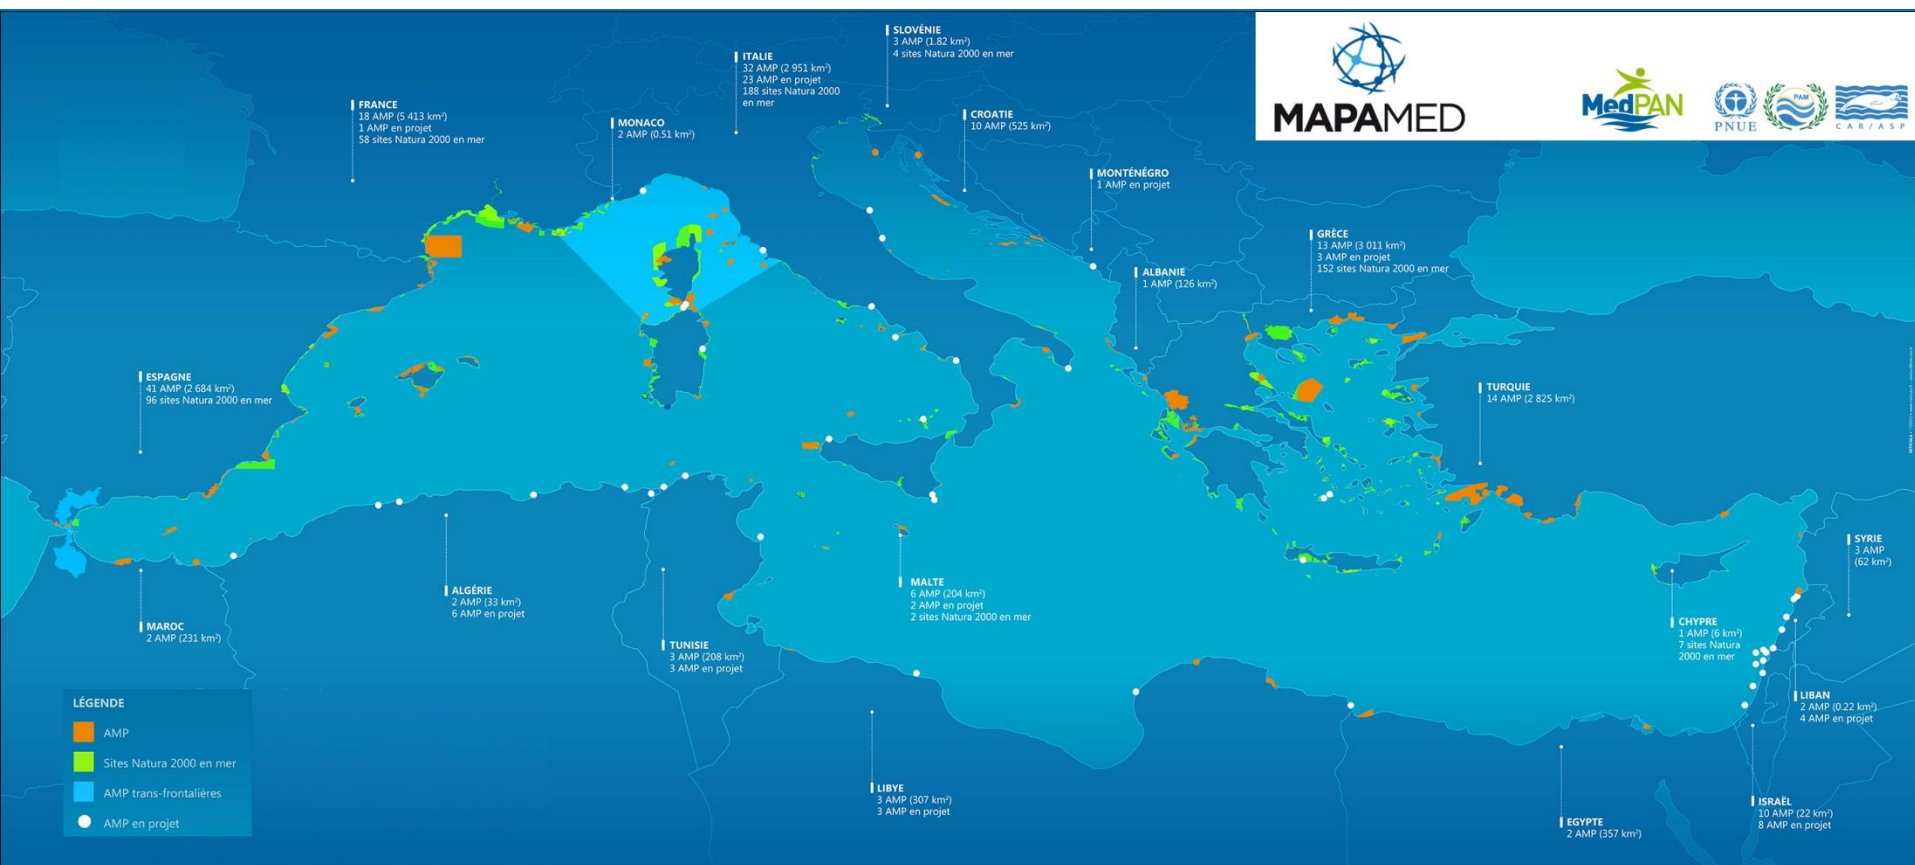 SLOVÉNIE
3 AMP (1.82 km²)
4 sites Natura 2000 en mer
ITALIE
32 AMP (2 951 km²)
23 AMP en projet
188 sites Natura 2000
en mer
FRANCE
18 AMP (5 413 km²)
1 AMP en projet
58 sites Natura 2000 en mer
MONACO
2 AMP (0.51 km²)
CROATIE
10 AMP (525 km²)
MAPAMED
MedPAN
PNUE
PAM
CAR/ASP
MONTÉNÉGRO
1 AMP en projet
GRÈCE
13 AMP (3 011 km²)
3 AMP en projet
152 sites Natura 2000 en mer
ALBANIE
1 AMP (126 km²)
ESPAGNE
41 AMP (2 684 km²)
96 sites Natura 2000 en mer
TURQUIE
14 AMP (2 825 km²)
SYRIE
3 AMP
(62 km²)
MALTE
6 AMP (204 km²)
2 AMP en projet
2 sites Natura 2000 en mer
ALGÉRIE
2 AMP (33 km²)
6 AMP en projet
MAROC
2 AMP (231 km²)
TUNISIE
3 AMP (208 km²)
3 AMP en projet
CHYPRE
1 AMP (6 km²)
7 sites Natura
2000 en mer
LIBAN
2 AMP (0.22 km²)
4 AMP en projet
LÉGENDE
AMP
Sites Natura 2000 en mer
AMP trans-frontalières
AMP en projet
LIBYE
3 AMP (307 km²)
3 AMP en projet
EGYPTE
2 AMP (357 km²)
ISRAËL
10 AMP (22 km²)
8 AMP en projet